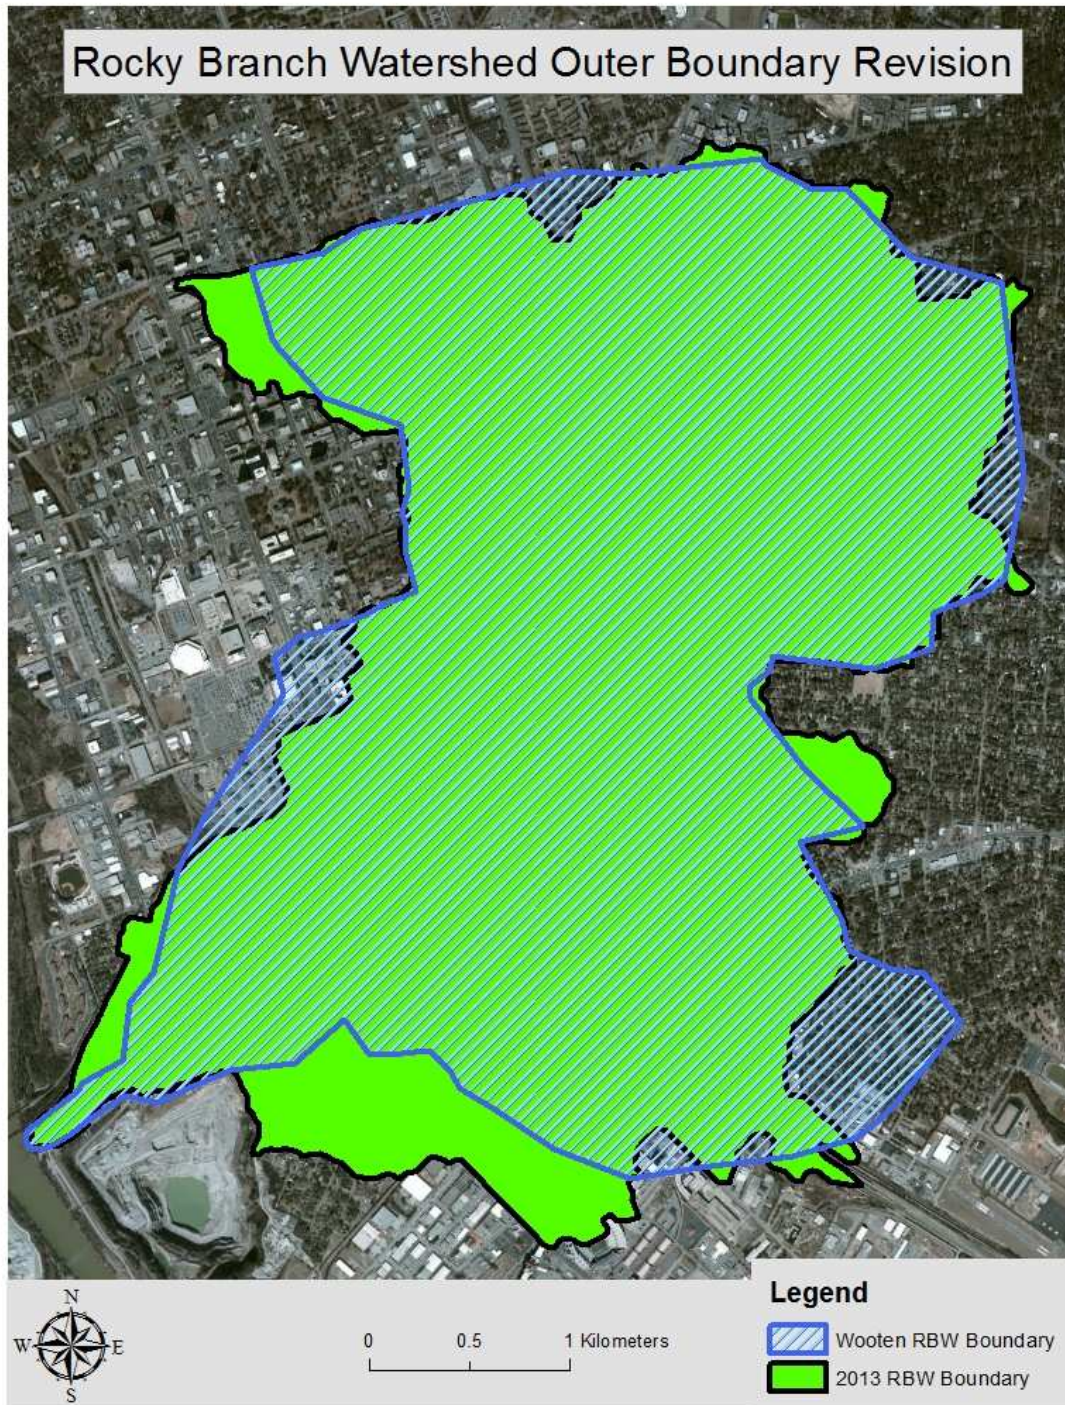 Rocky Branch Watershed Outer Boundary Revision
N
W E
S
0 0.5 1 Kilometers
Legend
Wooten RBW Boundary
2013 RBW Boundary